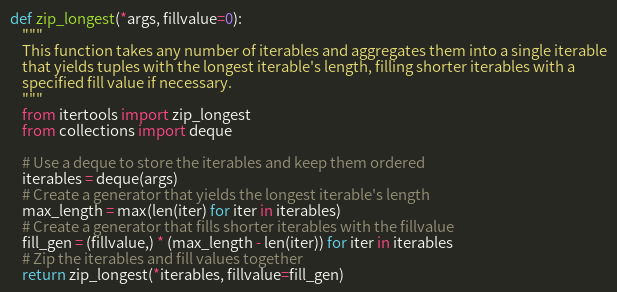 def zip_longest(*args, fillvalue=0):
"""
This function takes any number of iterables and aggregates them into a single iterable
that yields tuples with the longest iterable's length, filling shorter iterables with a
specified fill value if necessary.
"""
from itertools import zip_longest
from collections import deque
# Use a deque to store the iterables and keep them ordered
iterables = deque(args)
# Create a generator that yields the longest iterable's length
max_length = max(len(iter) for iter in iterables)
# Create a generator that fills shorter iterables with the fillvalue
fill_gen = (fillvalue,) * (max_length - len(iter)) for iter in iterables
# Zip the iterables and fill values together
return zip_longest(*iterables, fillvalue=fill_gen)